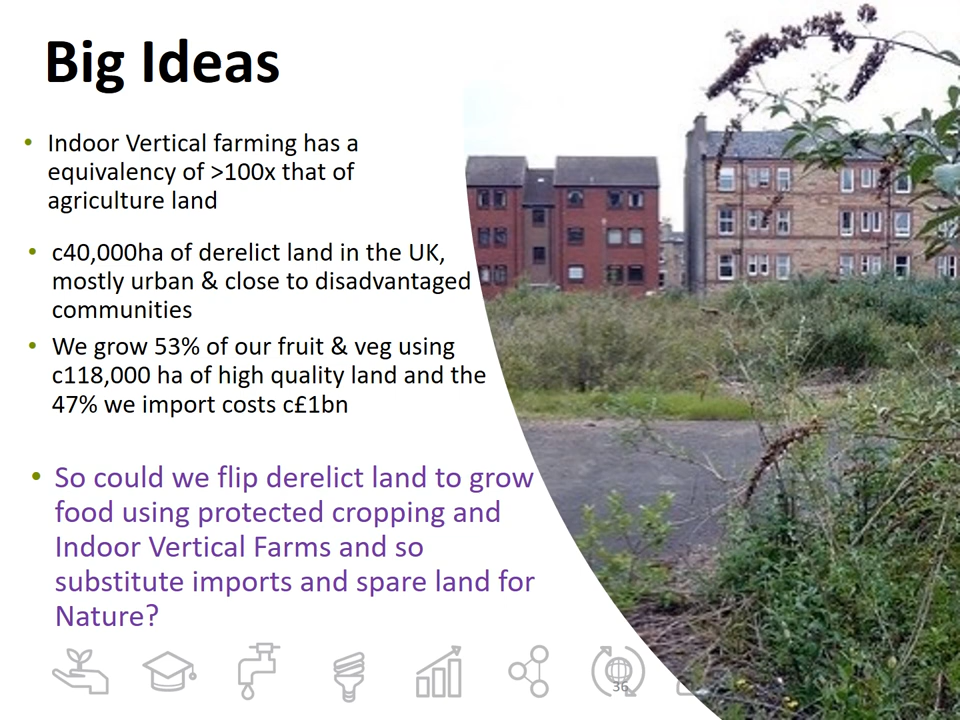 Big Ideas
• Indoor Vertical farming has a
equivalency of >100x that of
agriculture land
• c40,000ha of derelict land in the UK,
mostly urban & close to disadvantaged
communities
• We grow 53% of our fruit & veg using
c118,000 ha of high quality land and the
47% we import costs c£1bn
• So could we flip derelict land to grow
food using protected cropping and
Indoor Vertical Farms and so
substitute imports and spare land for
Nature?
36